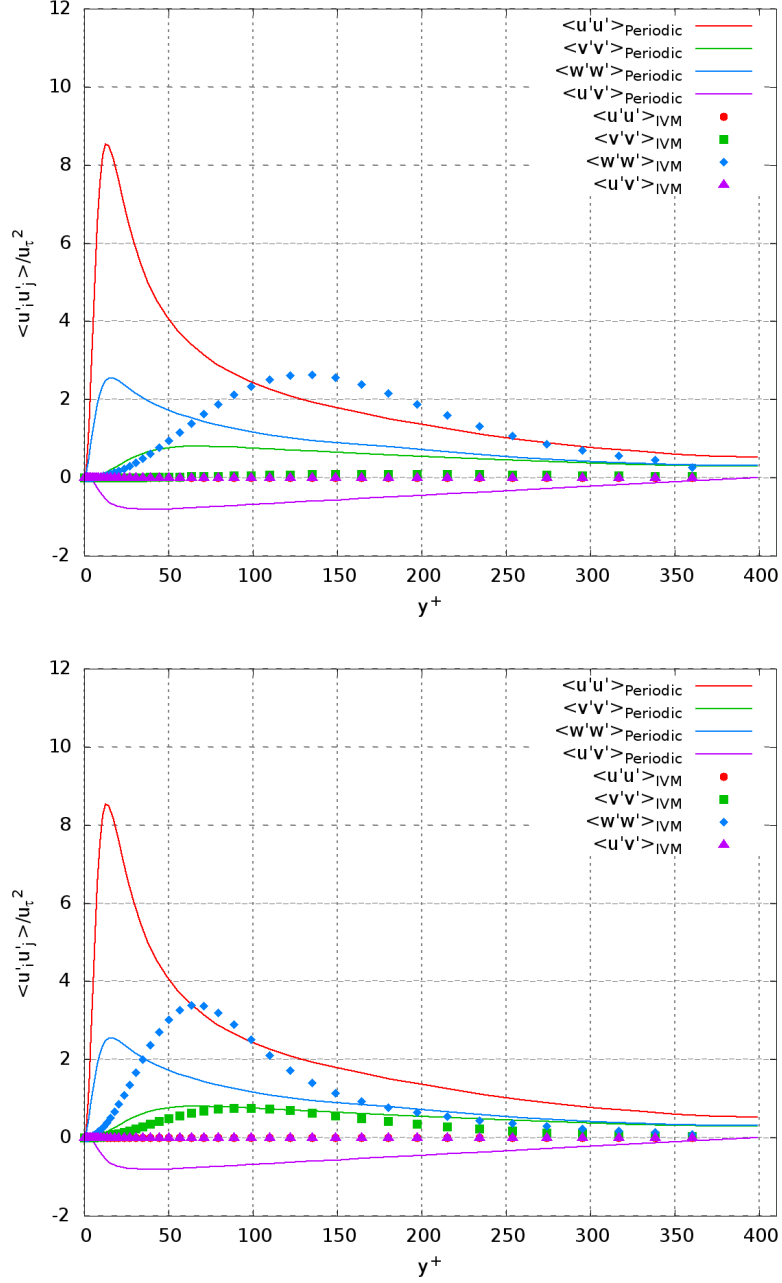 12
10
8
6
4
2
0
-2
<u'ᵢu'ⱼ>/u_τ²
<u'u'>Periodic
<v'v'>Periodic
<w'w'>Periodic
<u'v'>Periodic
<u'u'>IVM
<v'v'>IVM
<w'w'>IVM
<u'v'>IVM
0 50 100 150 200 250 300 350 400
y⁺
12
10
8
6
4
2
0
-2
<u'ᵢu'ⱼ>/u_τ²
<u'u'>Periodic
<v'v'>Periodic
<w'w'>Periodic
<u'v'>Periodic
<u'u'>IVM
<v'v'>IVM
<w'w'>IVM
<u'v'>IVM
0 50 100 150 200 250 300 350 400
y⁺